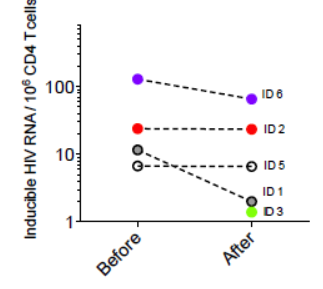 Inducible HIV RNA / 10⁶ CD4 T cells
100
10
1
ID 6
ID 2
ID 5
ID 1
ID 3
Before
After